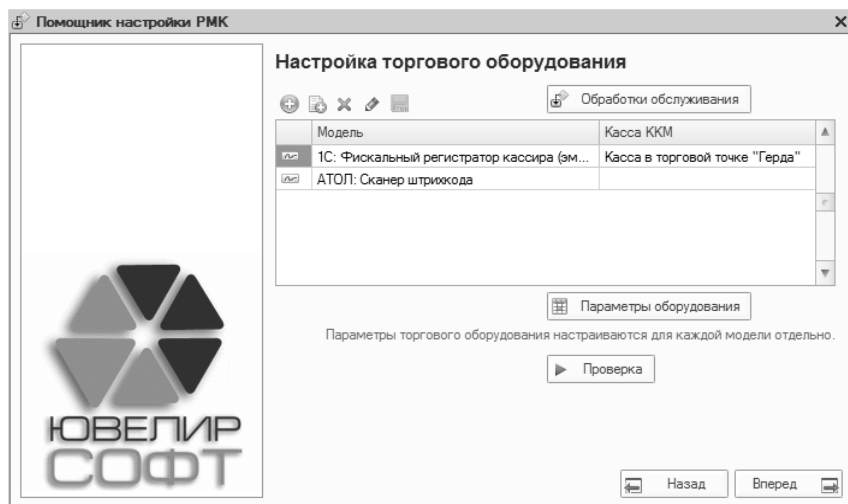 Помощник настройки РМК
Настройка торгового оборудования
Обработки обслуживания
Модель Касса ККМ
1С: Фискальный регистратор кассира (эм... Касса в торговой точке "Герда"
АТОЛ: Сканер штрихкода
Параметры оборудования
Параметры торгового оборудования настраиваются для каждой модели отдельно.
Проверка
ЮВЕЛИР
СОФТ
Назад Вперед